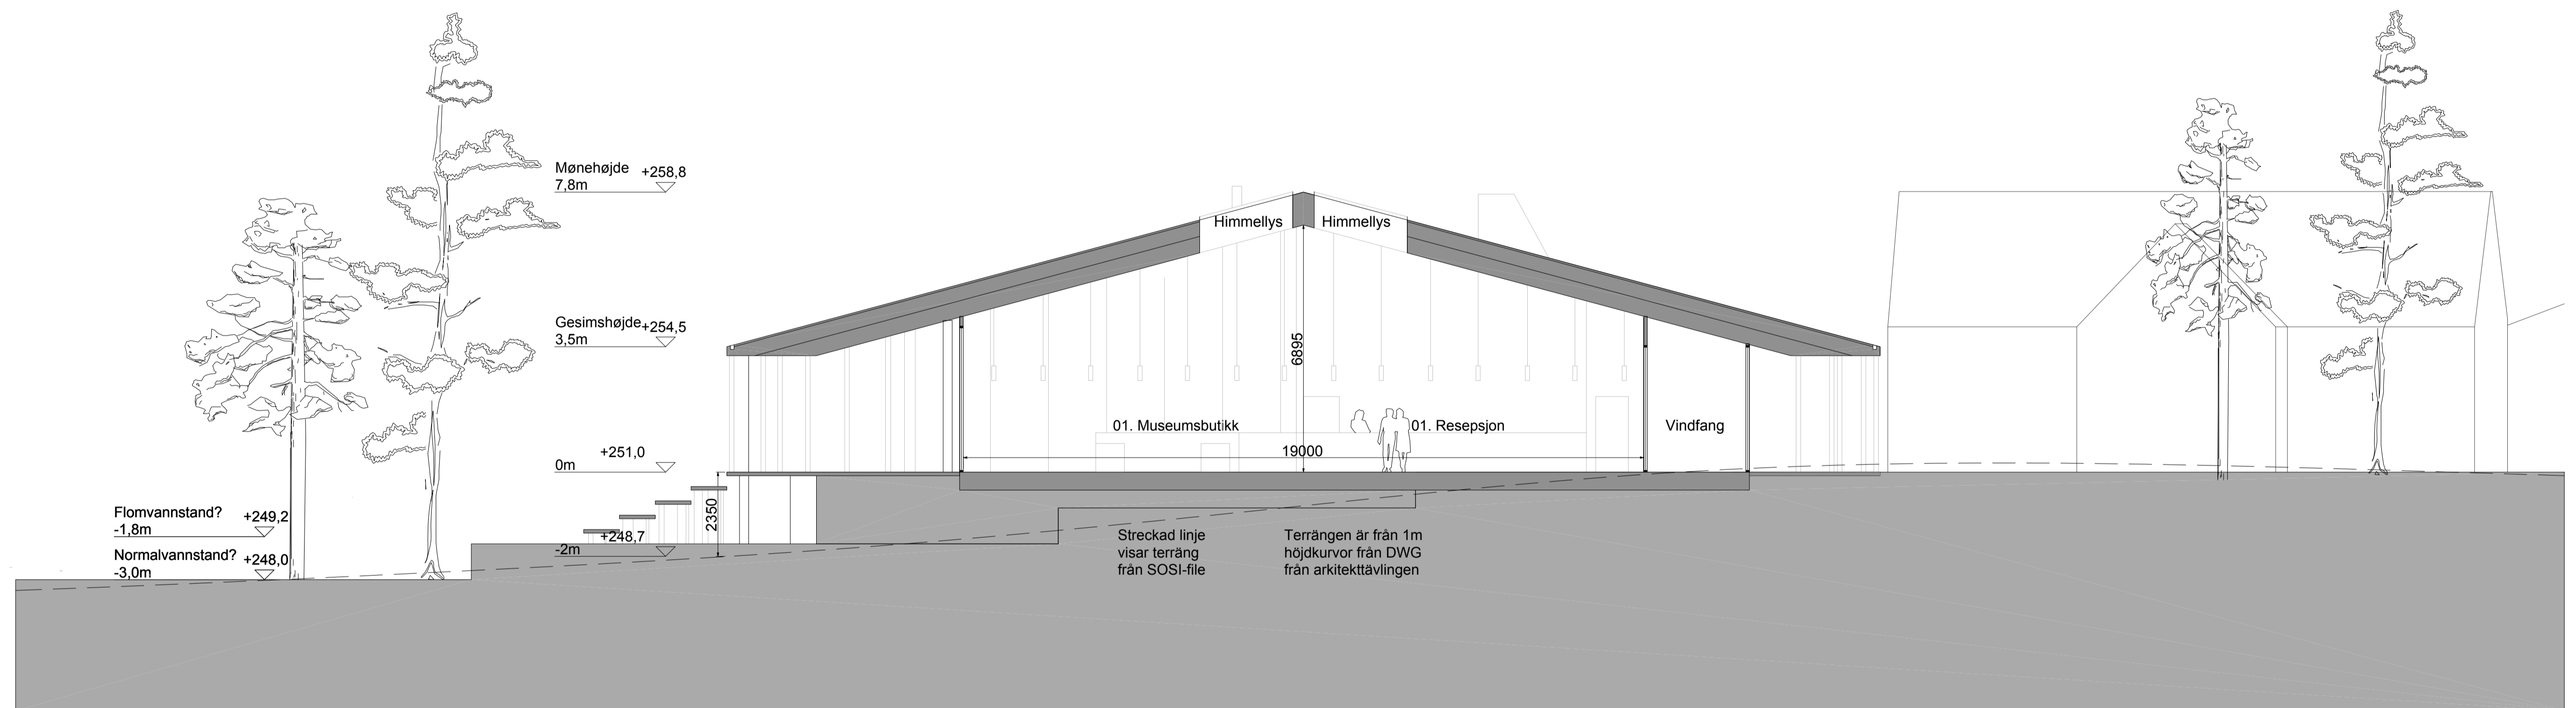 Mønehøjde +258,8
7,8m
Himmellys Himmellys
Gesimshøjde +254,5
3,5m
6895
01. Museumsbutikk 01. Resepsjon Vindfang
19000
+251,0
0m
2350
Flomvannstand? +249,2
-1,8m
Normalvannstand? +248,0
-3,0m
+248,7
-2m
Streckad linje
visar terräng
från SOSI-file
Terrängen är från 1m
höjdkurvor från DWG
från arkitekttävlingen